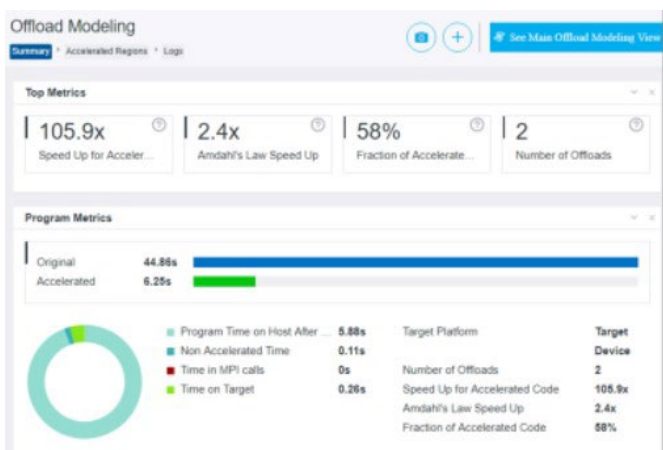 Offload Modeling
Summary Accelerated Regions Logs
See Main Offload Modeling View
Top Metrics
105.9x
Speed Up for Acceler...
2.4x
Amdahl's Law Speed Up
58%
Fraction of Accelerate...
2
Number of Offloads
Program Metrics
Original 44.86s
Accelerated 6.25s
Program Time on Host After ... 5.88s
Non Accelerated Time 0.11s
Time in MPI calls 0s
Time on Target 0.26s
Target Platform Target Device
Number of Offloads 2
Speed Up for Accelerated Code 105.9x
Amdahl's Law Speed Up 2.4x
Fraction of Accelerated Code 58%